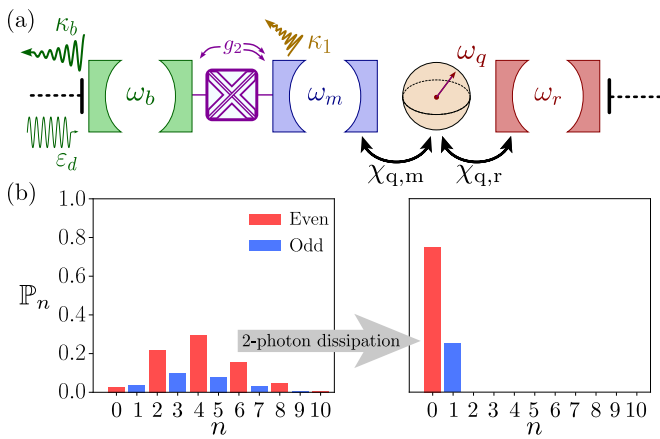 (a)
κ_b
g_2
κ_1
ω_b
ω_m
ω_q
ω_r
ε_d
χ_{q,m}
χ_{q,r}
(b)
1.0
0.8
0.6
0.4
0.2
0.0
ℙ_n
Even
Odd
2-photon dissipation
0 1 2 3 4 5 6 7 8 9 10
n
0 1 2 3 4 5 6 7 8 9 10
n